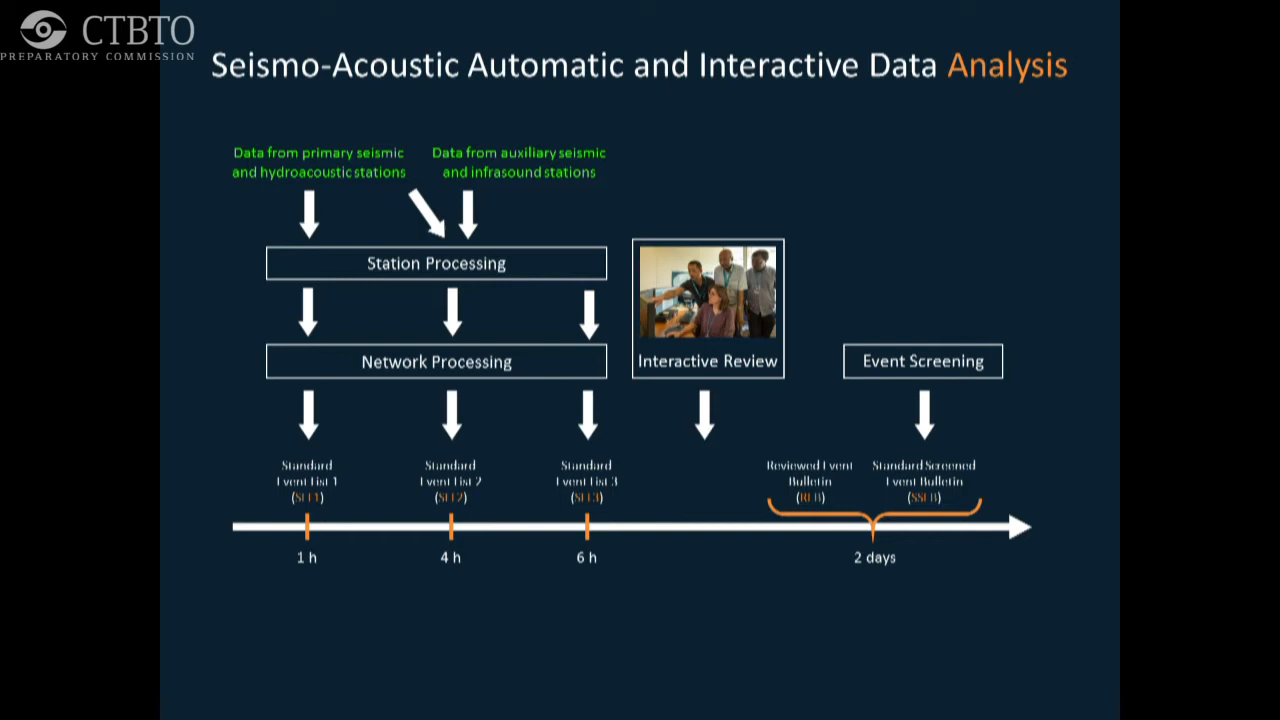 CTBTO
PREPARATORY COMMISSION
Seismo-Acoustic Automatic and Interactive Data Analysis
Data from primary seismic
and hydroacoustic stations
Data from auxiliary seismic
and infrasound stations
Station Processing
Network Processing
Interactive Review
Event Screening
Standard
Event List 1
(SEL1)
Standard
Event List 2
(SEL2)
Standard
Event List 3
(SEL3)
Reviewed Event
Bulletin
(REB)
Standard Screened
Event Bulletin
(SSEB)
1 h
4 h
6 h
2 days